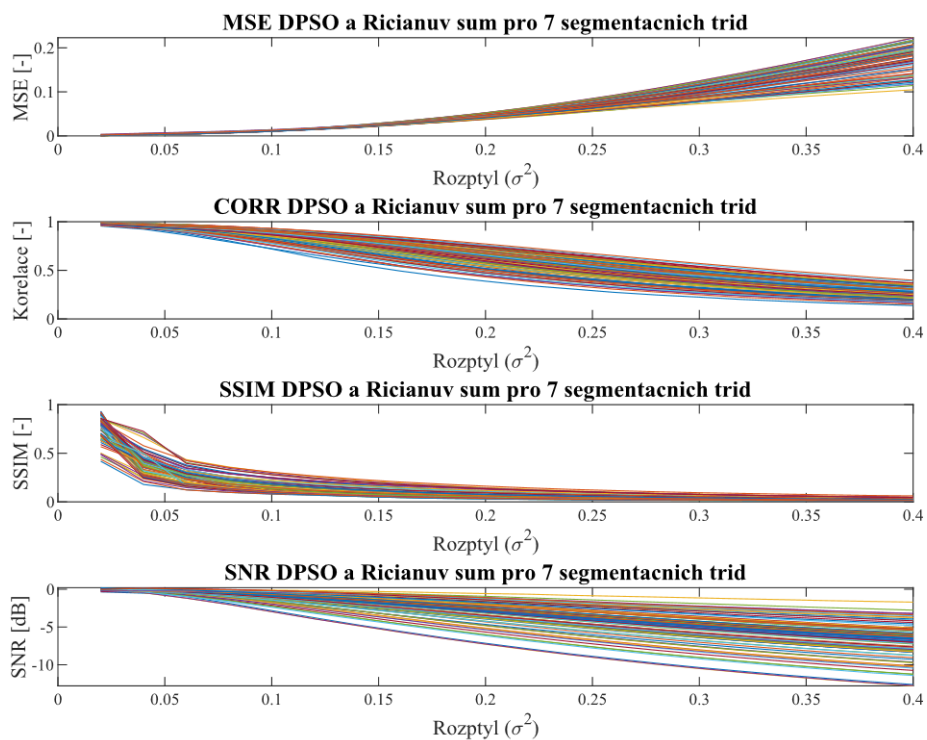 MSE DPSO a Ricianuv sum pro 7 segmentacnich trid
MSE [-]
0.2
0.1
0
0 0.05 0.1 0.15 0.2 0.25 0.3 0.35 0.4
Rozptyl (σ²)
CORR DPSO a Ricianuv sum pro 7 segmentacnich trid
Korelace [-]
1
0.5
0
0 0.05 0.1 0.15 0.2 0.25 0.3 0.35 0.4
Rozptyl (σ²)
SSIM DPSO a Ricianuv sum pro 7 segmentacnich trid
SSIM [-]
1
0.5
0
0 0.05 0.1 0.15 0.2 0.25 0.3 0.35 0.4
Rozptyl (σ²)
SNR DPSO a Ricianuv sum pro 7 segmentacnich trid
SNR [dB]
0
-5
-10
0 0.05 0.1 0.15 0.2 0.25 0.3 0.35 0.4
Rozptyl (σ²)